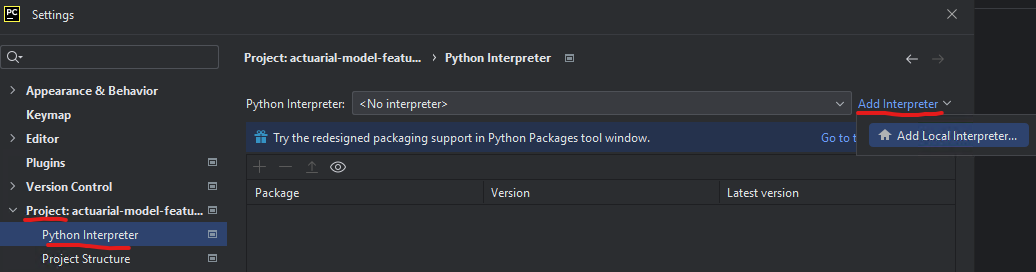 PC Settings
Project: actuarial-model-featu... > Python Interpreter
Appearance & Behavior
Python Interpreter: <No interpreter> Add Interpreter
Keymap
Editor
Try the redesigned packaging support in Python Packages tool window. Go to t
Add Local Interpreter...
Plugins
Version Control
Package Version Latest version
Project: actuarial-model-featu...
Python Interpreter
Project Structure